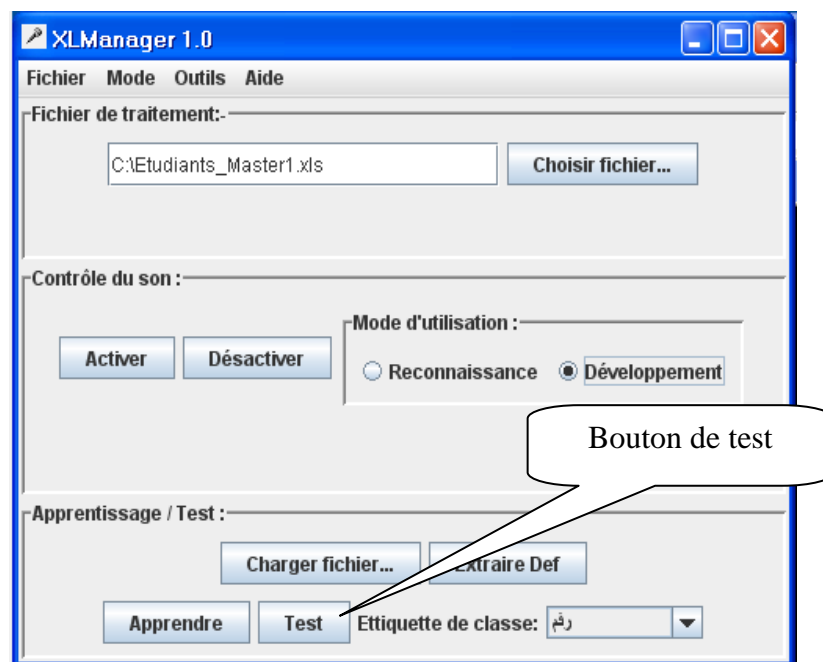 XLManager 1.0
Fichier Mode Outils Aide
Fichier de traitement:-
C:\Etudiants_Master1.xls Choisir fichier...
Contrôle du son :
Mode d'utilisation :
Activer Désactiver Reconnaissance Développement
Bouton de test
Apprentissage / Test :
Charger fichier... Extraire Def
Apprendre Test Ettiquette de classe: رقم